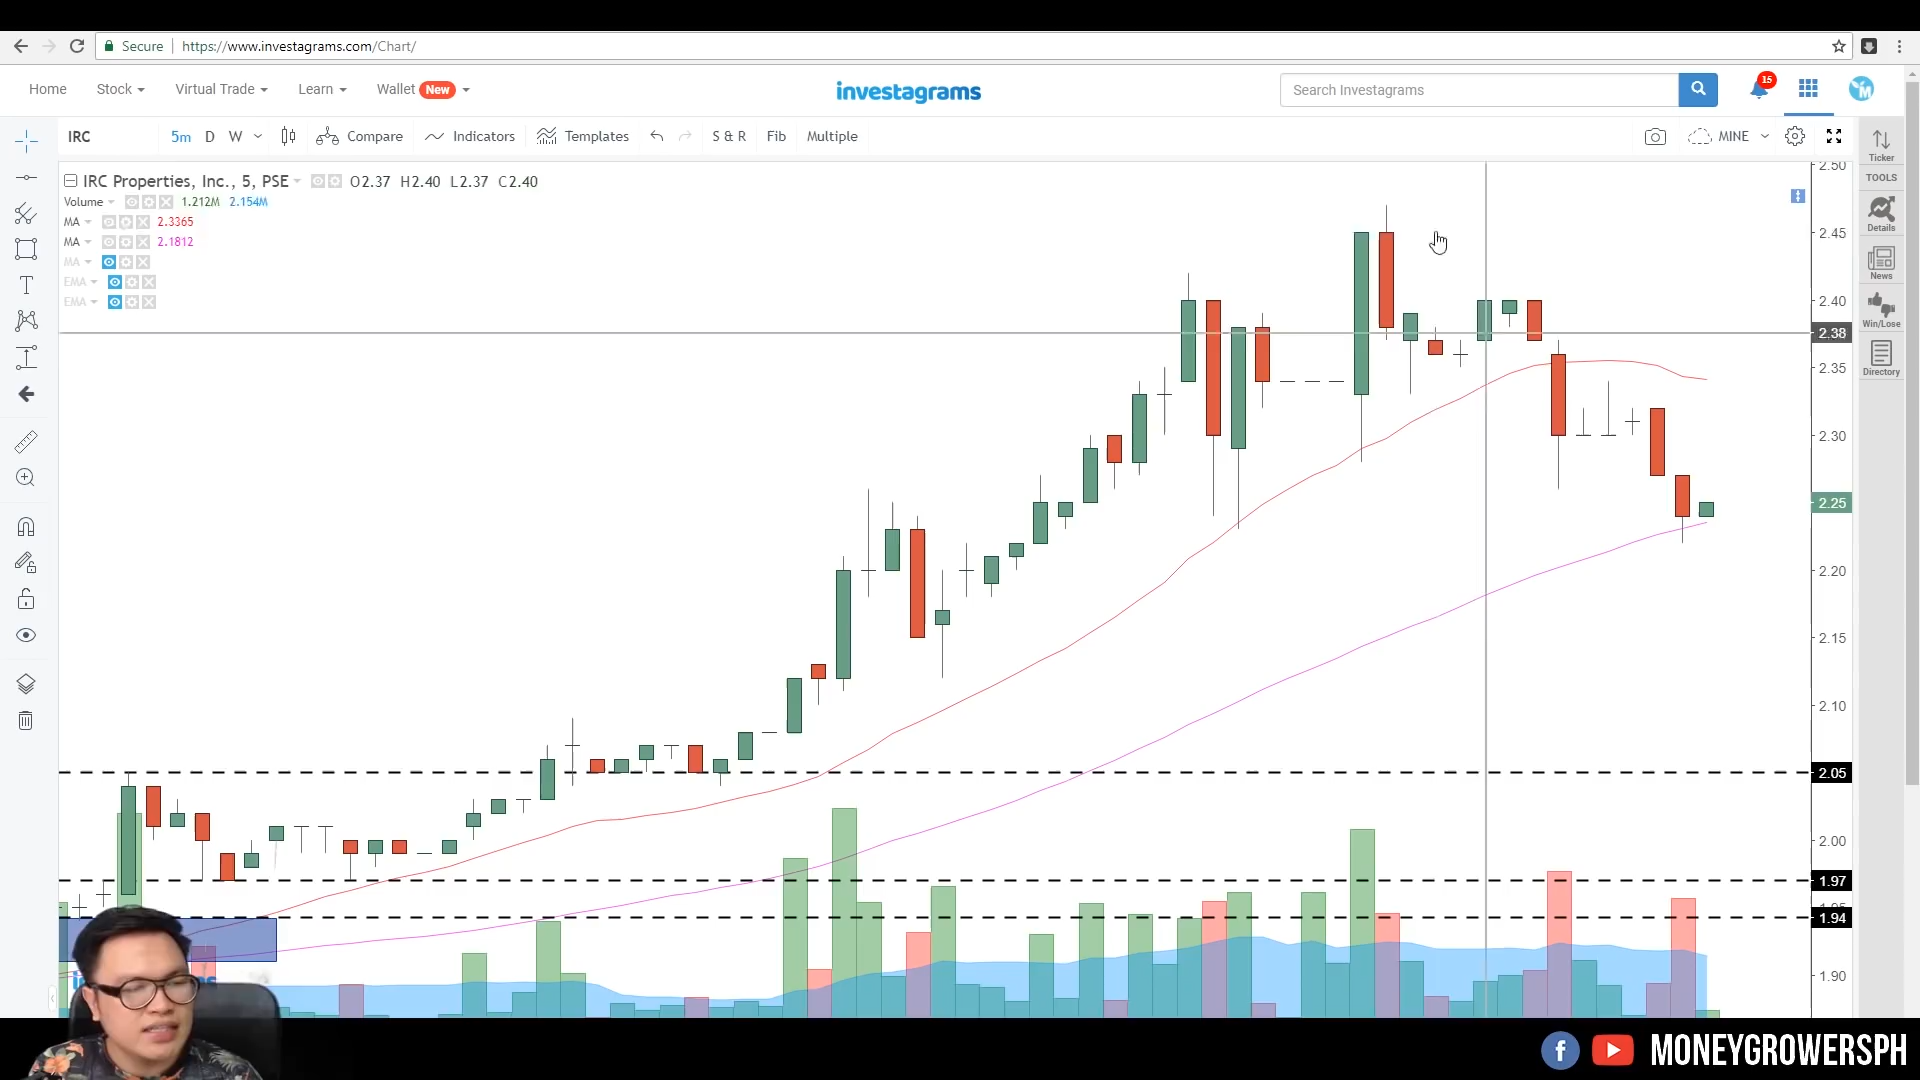 Secure https://www.investagrams.com/Chart/
Home Stock Virtual Trade Learn Wallet New investagrams Search Investagrams 15
IRC 5m D W Compare Indicators Templates S & R Fib Multiple MINE
Ticker
TOOLS
Details
News
Win/Lose
Directory
IRC Properties, Inc., 5, PSE O2.37 H2.40 L2.37 C2.40
Volume 1.212M 2.154M
MA 2.3365
MA 2.1812
MA
EMA
EMA
2.50
2.45
2.40
2.38
2.35
2.30
2.25
2.20
2.15
2.10
2.05
2.00
1.97
1.94
1.90
MONEYGROWERSPH